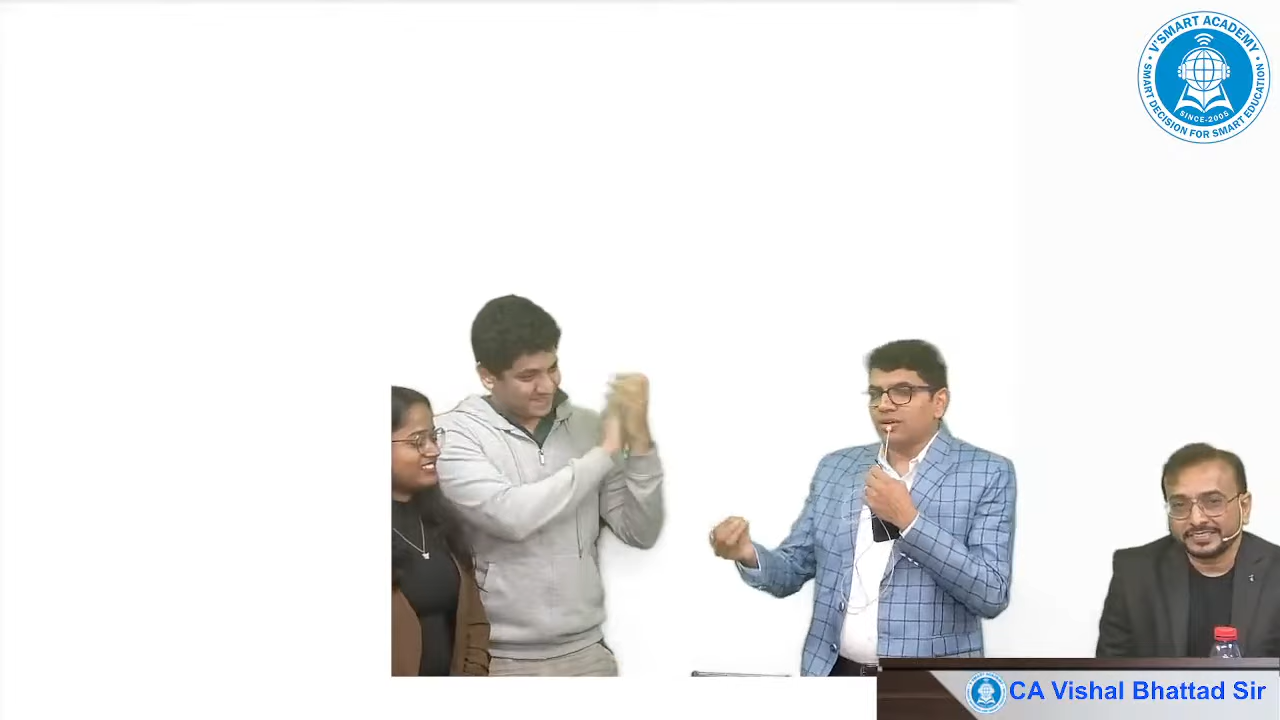 V'SMART ACADEMY
SMART DECISION FOR SMART EDUCATION
SINCE-2005
CA Vishal Bhattad Sir